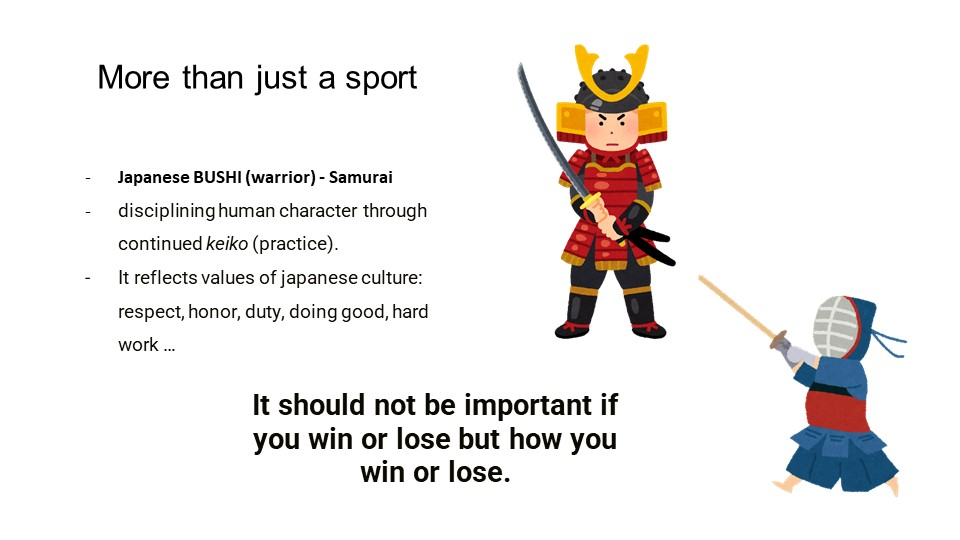 More than just a sport
- Japanese BUSHI (warrior) - Samurai
- disciplining human character through
continued keiko (practice).
- It reflects values of japanese culture:
respect, honor, duty, doing good, hard
work ...
It should not be important if
you win or lose but how you
win or lose.